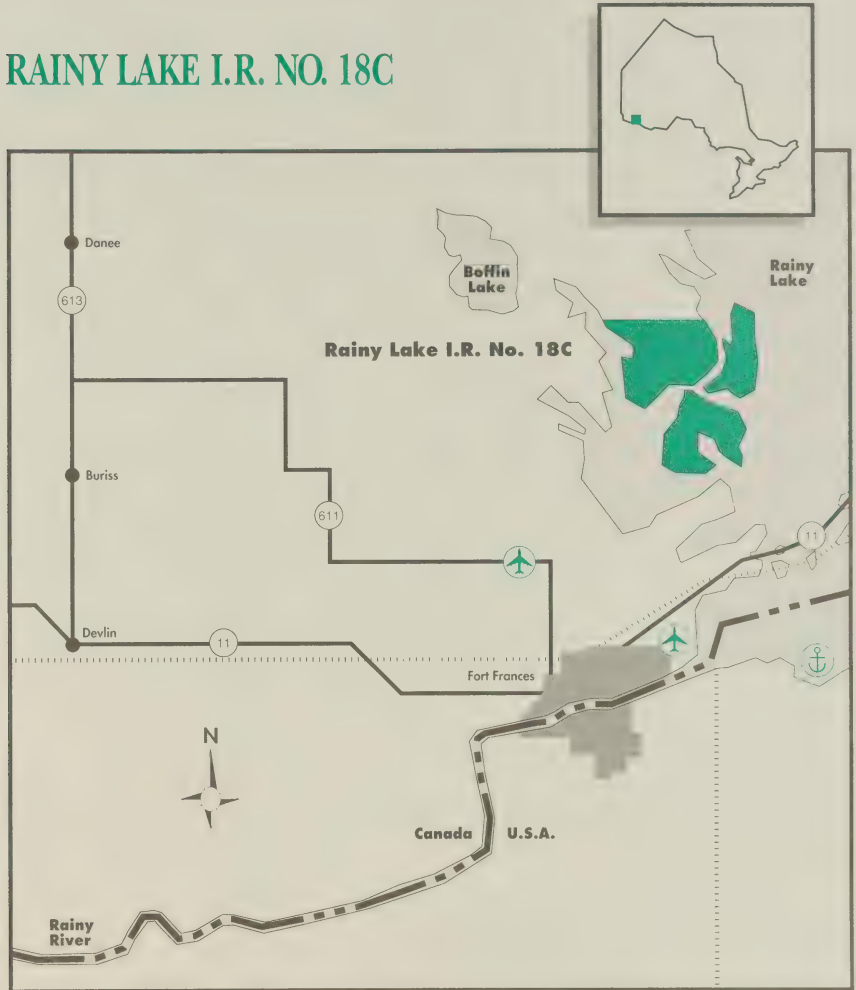 RAINY LAKE I.R. NO. 18C
Danee
613
Boffin
Lake
Rainy
Lake
Rainy Lake I.R. No. 18C
Buriss
611
11
Devlin
11
Fort Frances
N
Canada
U.S.A.
Rainy
River